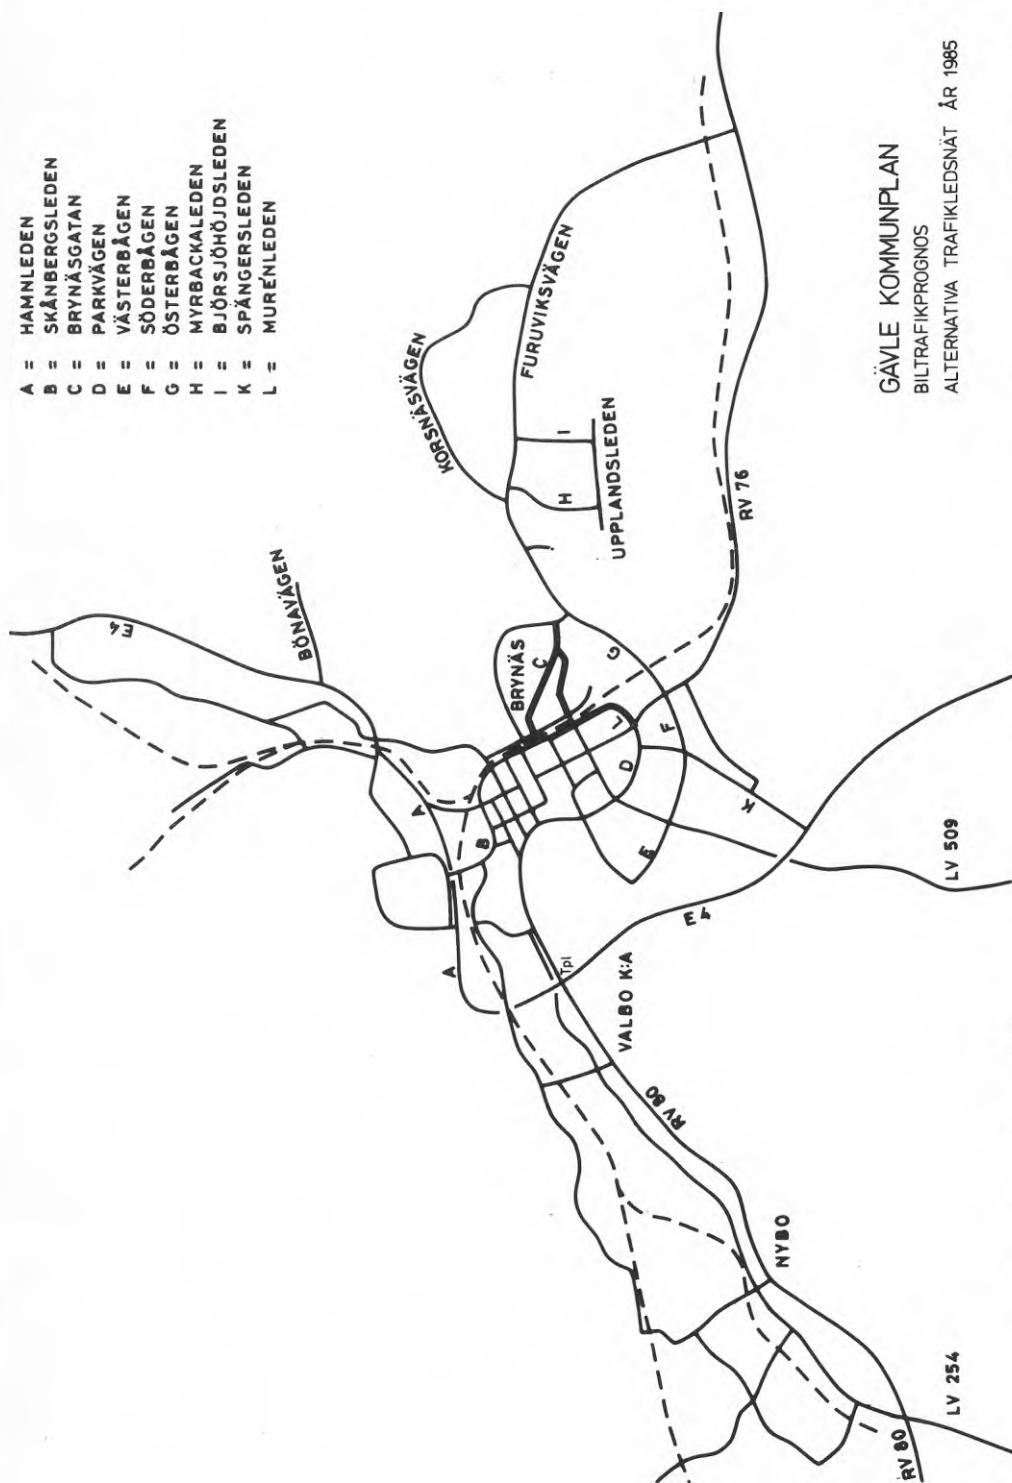 A = HAMNLEDEN
B = SKÅNBERGSLEDEN
C = BRYNÄSGATAN
D = PARKVÄGEN
E = VÄSTERBÅGEN
F = SÖDERBÅGEN
G = ÖSTERBÅGEN
H = MYRBACKALEDEN
I = BJÖRSJÖHÖJDSLEDEN
K = SPÄNGERSLEDEN
L = MURÉNLEDEN
E4
BÖNAVÄGEN
KORSNÄSVÄGEN
FURUVIKSVÄGEN
I
H
UPPLANDSLEDEN
BRYNÄS
C
G
A
B
L
F
D
E
K
A
Tpl
E4
RV 76
LV 509
VALBO K:A
RV 80
NYBO
RV 80
LV 254
GÄVLE KOMMUNPLAN
BILTRAFIKPROGNOS
ALTERNATIVA TRAFIKLEDSNÄT ÅR 1985